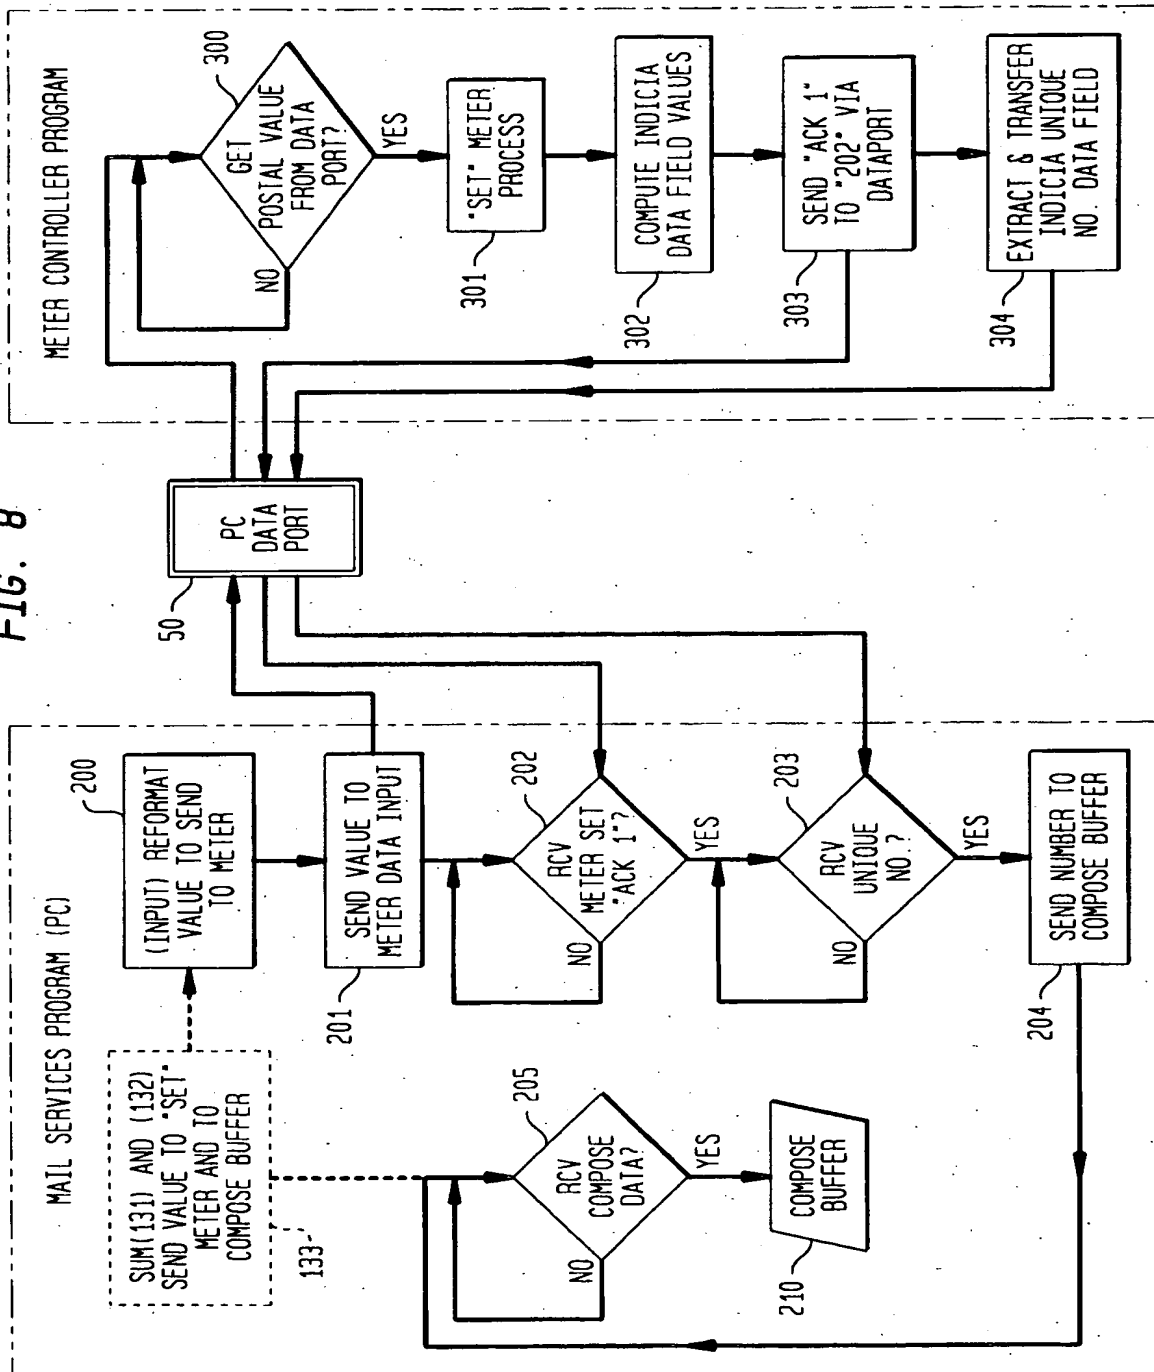 FIG. 8
MAIL SERVICES PROGRAM (PC)
SUM(131) AND (132)
SEND VALUE TO "SET"
METER AND TO
COMPOSE BUFFER
133
200
(INPUT) REFORMAT
VALUE TO SEND
TO METER
201
SEND VALUE TO
METER DATA INPUT
202
RCV
METER SET
"ACK 1"?
NO
YES
203
RCV
UNIQUE
NO.?
NO
YES
204
SEND NUMBER TO
COMPOSE BUFFER
205
RCV
COMPOSE
DATA?
NO
YES
210
COMPOSE
BUFFER
50
PC
DATA
PORT
METER CONTROLLER PROGRAM
300
GET
POSTAL VALUE
FROM DATA
PORT?
NO
YES
301
"SET" METER
PROCESS
302
COMPUTE INDICIA
DATA FIELD VALUES
303
SEND "ACK 1"
TO "202" VIA
DATAPORT
304
EXTRACT & TRANSFER
INDICIA UNIQUE
NO. DATA FIELD